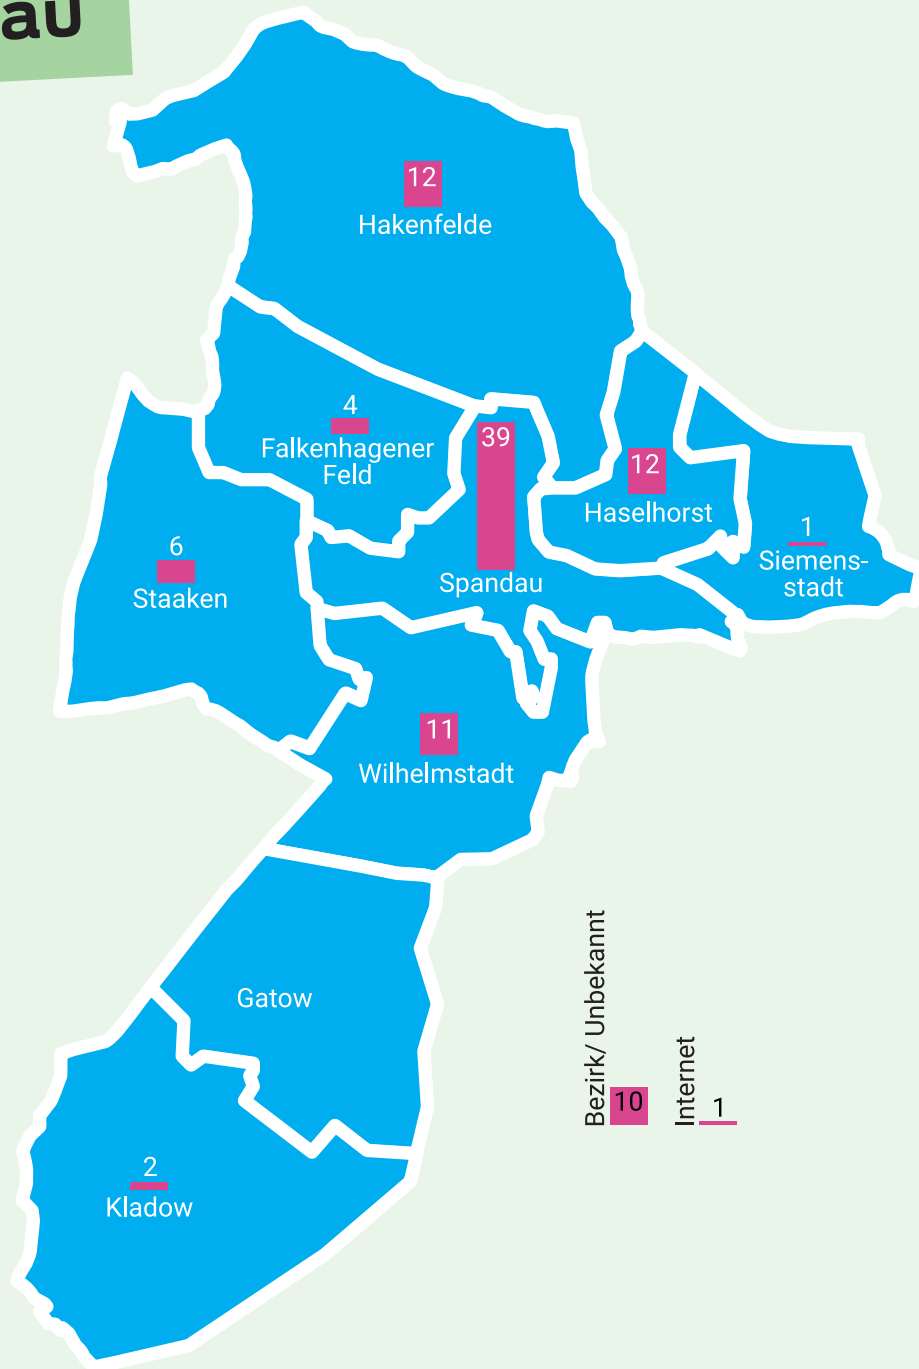 au
12
Hakenfelde
4
Falkenhagener
Feld
39
Spandau
12
Haselhorst
1
Siemens-
stadt
6
Staaken
11
Wilhelmstadt
Gatow
2
Kladow
Bezirk/ Unbekannt
10
Internet
1